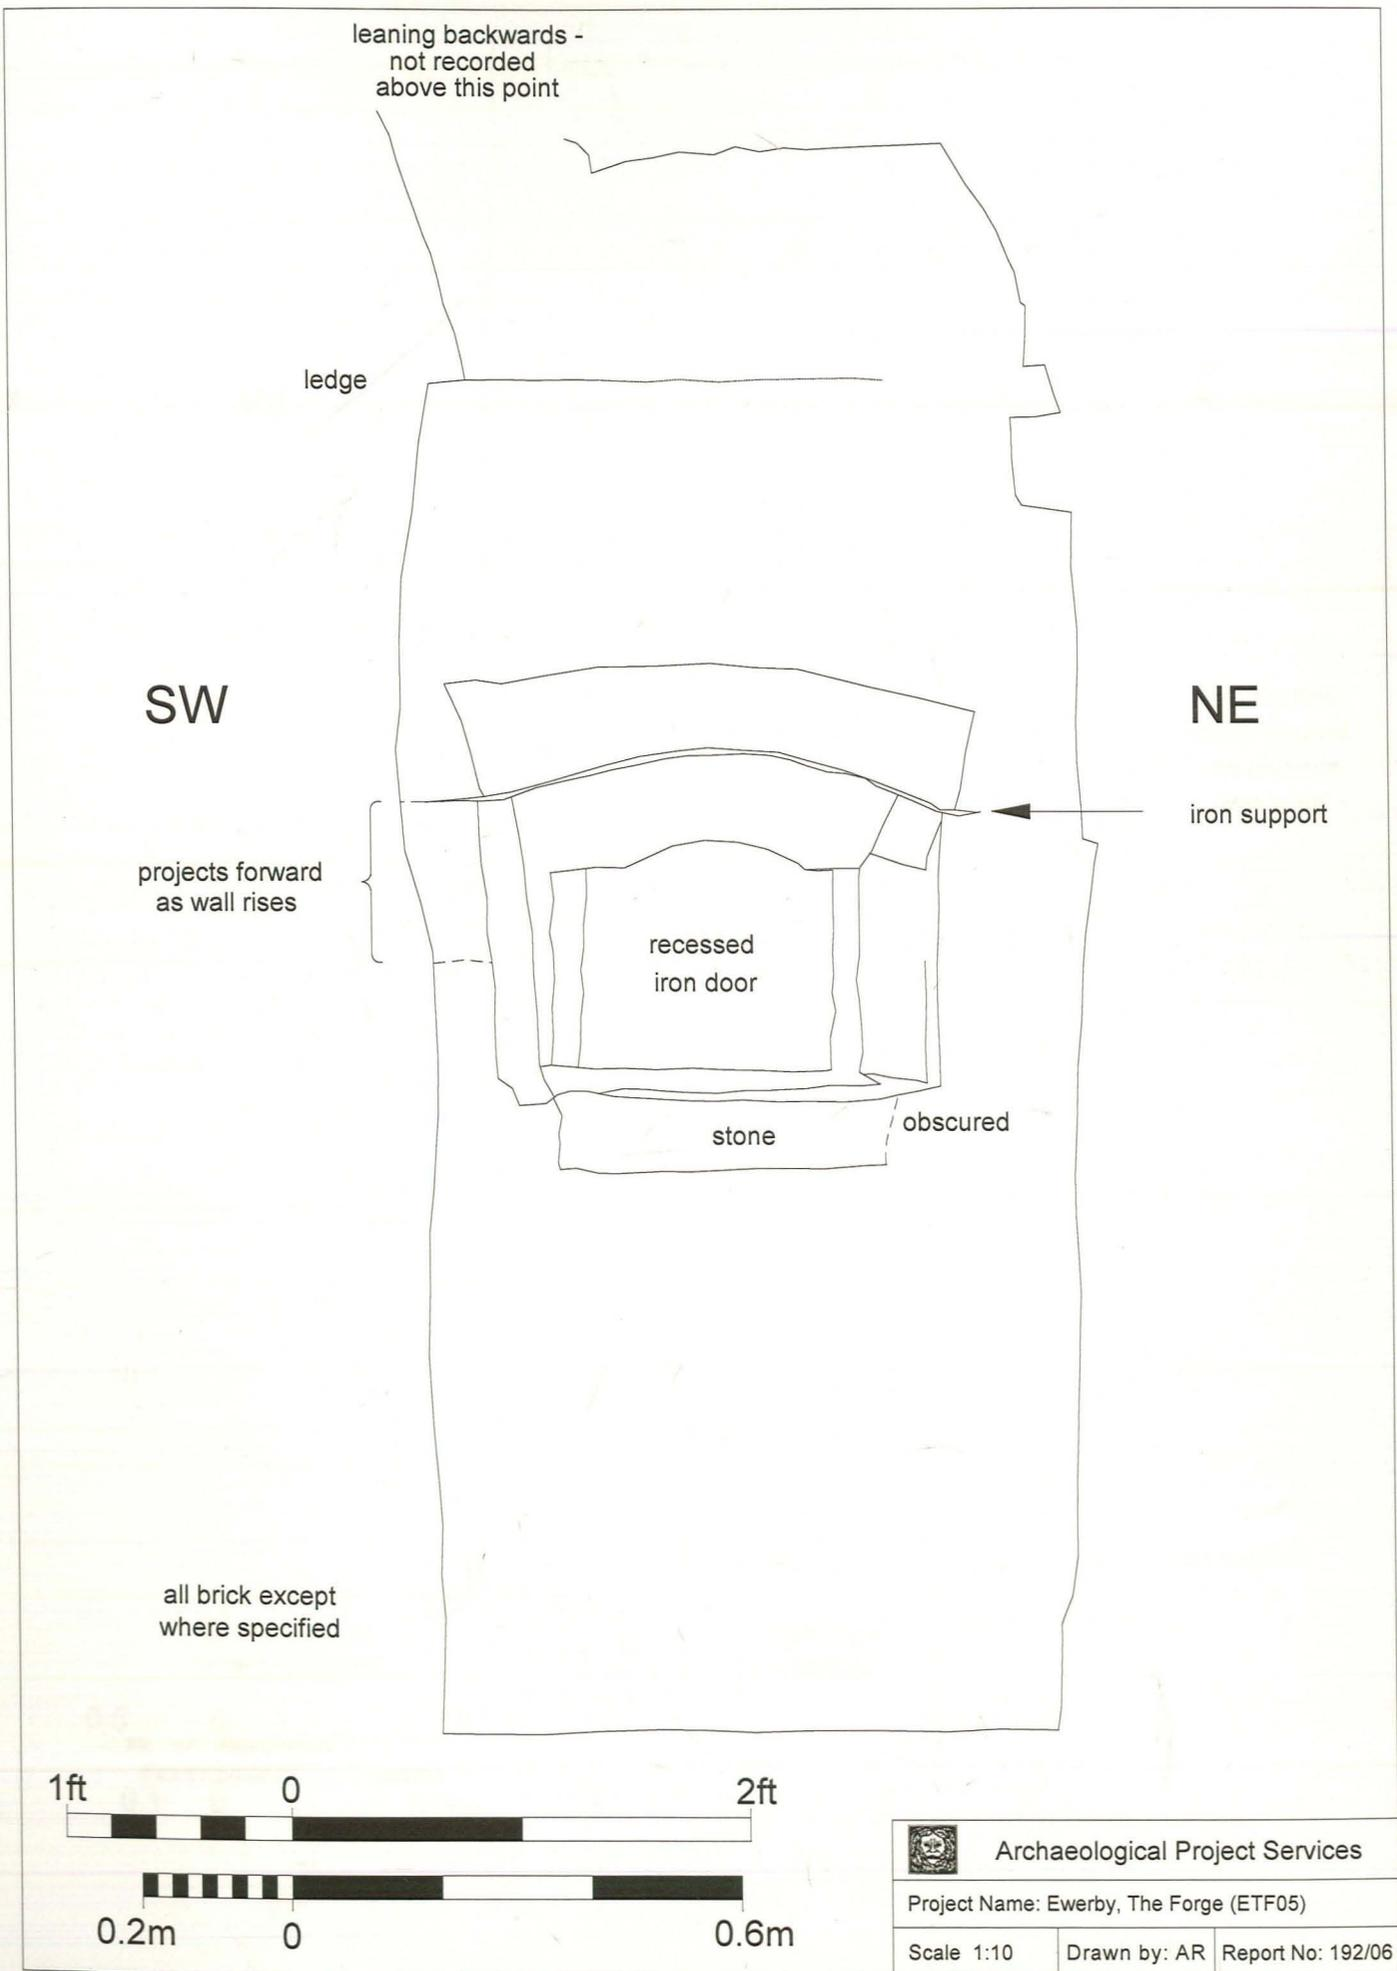 leaning backwards -
not recorded
above this point
ledge
SW
NE
iron support
projects forward
as wall rises
recessed
iron door
stone
obscured
all brick except
where specified
1ft 0 2ft
0.2m 0 0.6m
Archaeological Project Services
Project Name: Ewerby, The Forge (ETF05)
Scale 1:10 Drawn by: AR Report No: 192/06